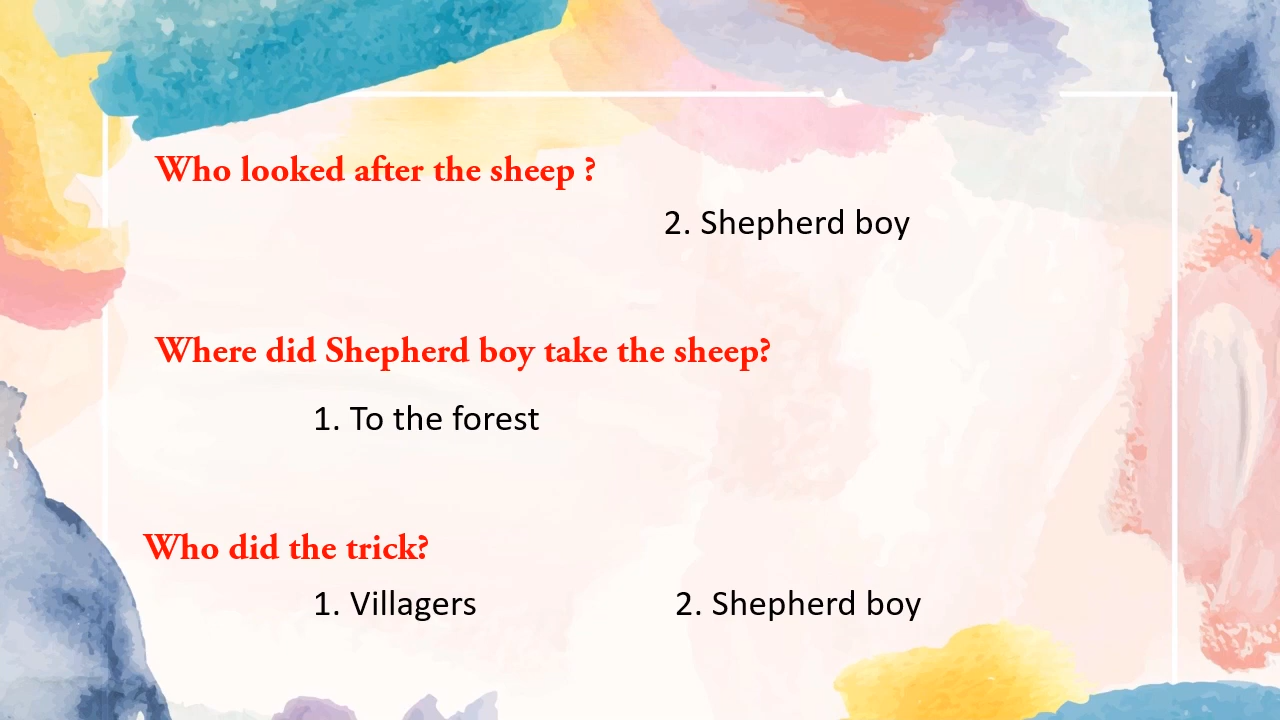 Who looked after the sheep ?
2. Shepherd boy
Where did Shepherd boy take the sheep?
1. To the forest
Who did the trick?
1. Villagers 2. Shepherd boy